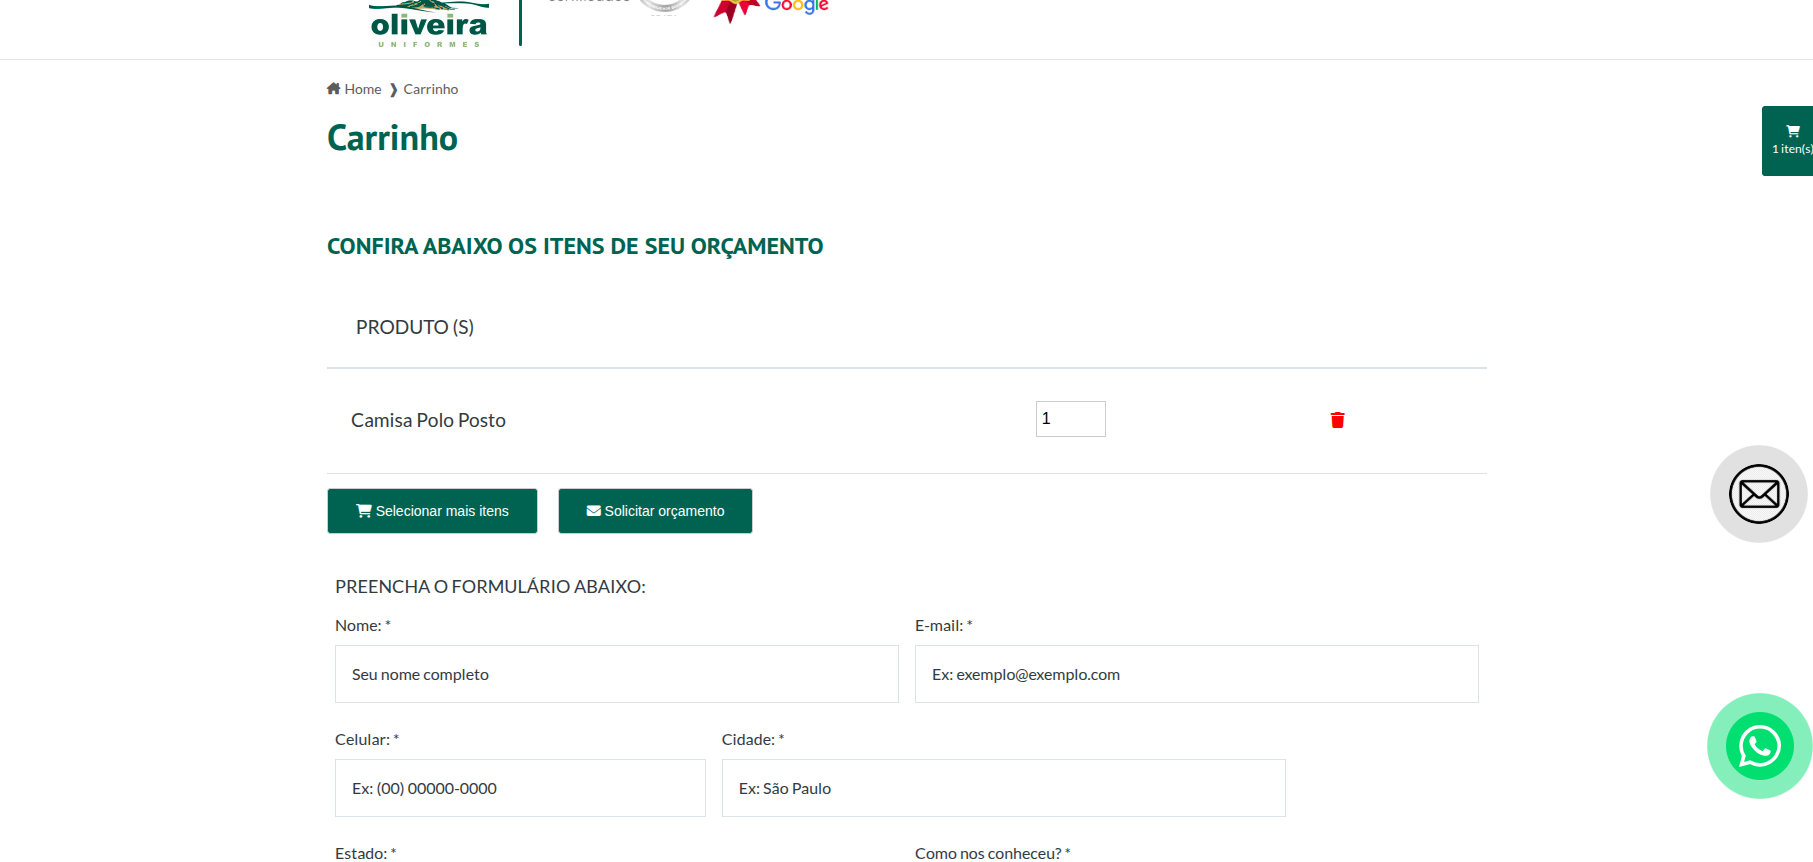 oliveira
UNIFORMES
Google
Home ❱ Carrinho
Carrinho
1 iten(s)
CONFIRA ABAIXO OS ITENS DE SEU ORÇAMENTO
PRODUTO (S)
Camisa Polo Posto
1
Selecionar mais itens
Solicitar orçamento
PREENCHA O FORMULÁRIO ABAIXO:
Nome: *
E-mail: *
Seu nome completo
Ex: exemplo@exemplo.com
Celular: *
Cidade: *
Ex: (00) 00000-0000
Ex: São Paulo
Estado: *
Como nos conheceu? *